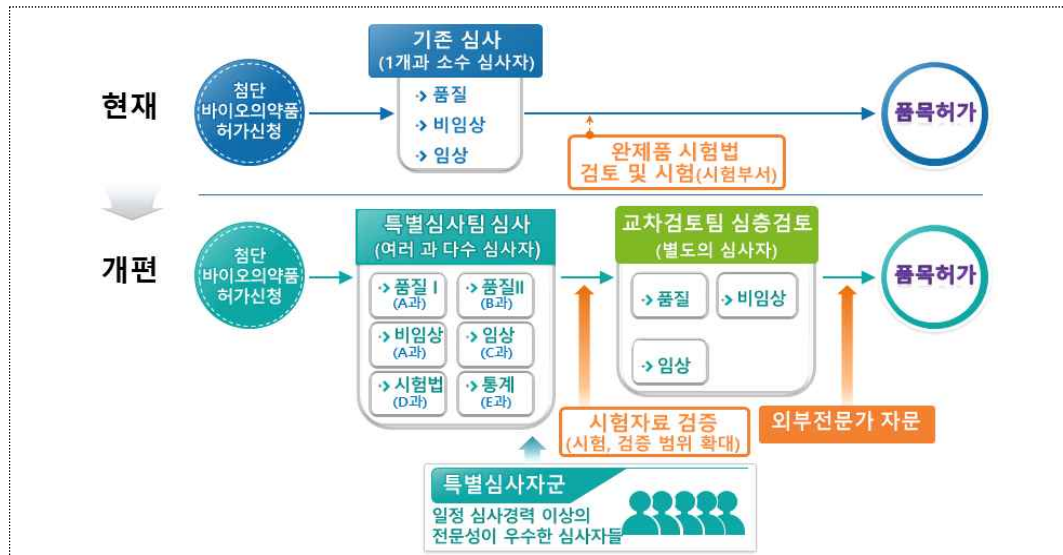 현재
첨단
바이오의약품
허가신청
기존 심사
(1개과 소수 심사자)
품질
비임상
임상
완제품 시험법
검토 및 시험(시험부서)
품목허가
개편
첨단
바이오의약품
허가신청
특별심사팀 심사
(여러 과 다수 심사자)
품질 I
(A과)
품질II
(B과)
비임상
(A과)
임상
(C과)
시험법
(D과)
통계
(E과)
교차검토팀 심층검토
(별도의 심사자)
품질
비임상
임상
품목허가
시험자료 검증
(시험, 검증 범위 확대)
외부전문가 자문
특별심사자군
일정 심사경력 이상의
전문성이 우수한 심사자들